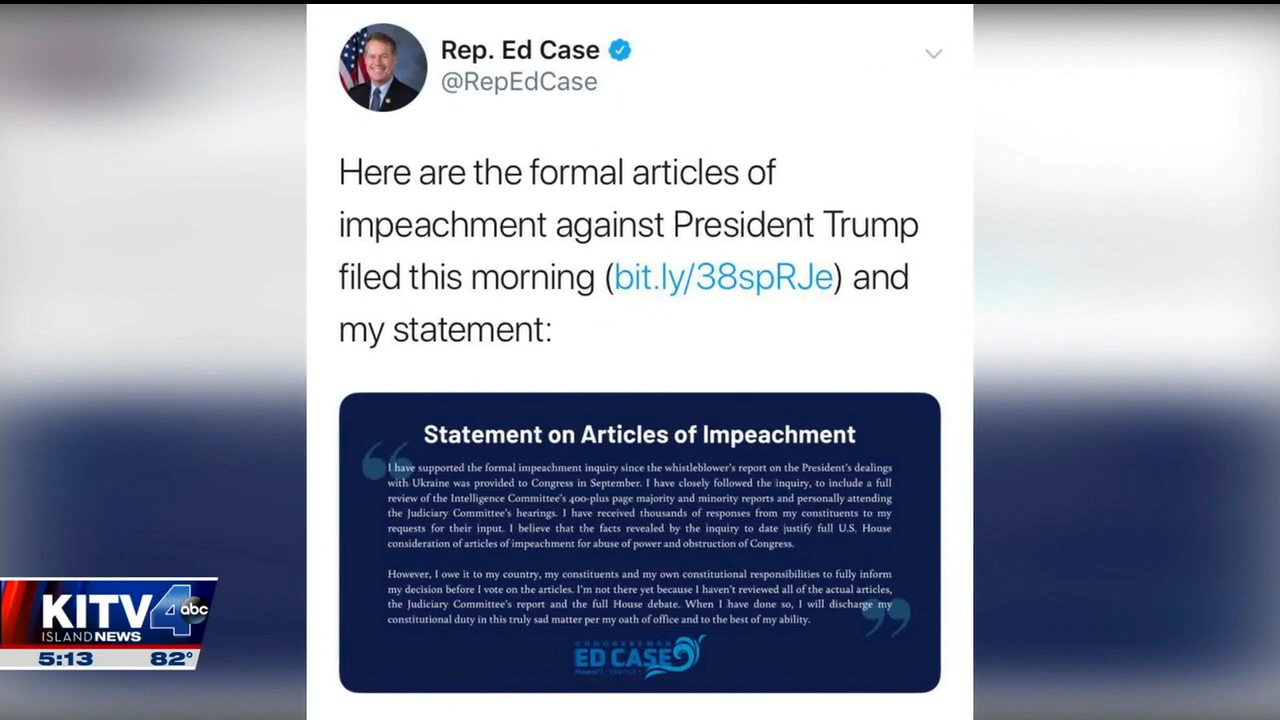 Rep. Ed Case
@RepEdCase
Here are the formal articles of
impeachment against President Trump
filed this morning (bit.ly/38spRJe) and
my statement:
Statement on Articles of Impeachment
I have supported the formal impeachment inquiry since the whistleblower's report on the President's dealings
with Ukraine was provided to Congress in September. I have closely followed the inquiry, to include a full
review of the Intelligence Committee's 400-plus page majority and minority reports and personally attending
the Judiciary Committee's hearings. I have received thousands of responses from my constituents to my
requests for their input. I believe that the facts revealed by the inquiry to date justify full U.S. House
consideration of articles of impeachment for abuse of power and obstruction of Congress.
However, I owe it to my country, my constituents and my own constitutional responsibilities to fully inform
my decision before I vote on the articles. I'm not there yet because I haven't reviewed all of the actual articles,
the Judiciary Committee's report and the full House debate. When I have done so, I will discharge my
constitutional duty in this truly sad matter per my oath of office and to the best of my ability.
CONGRESSMAN
ED CASE
KITV4 abc
ISLAND NEWS
5:13 82°